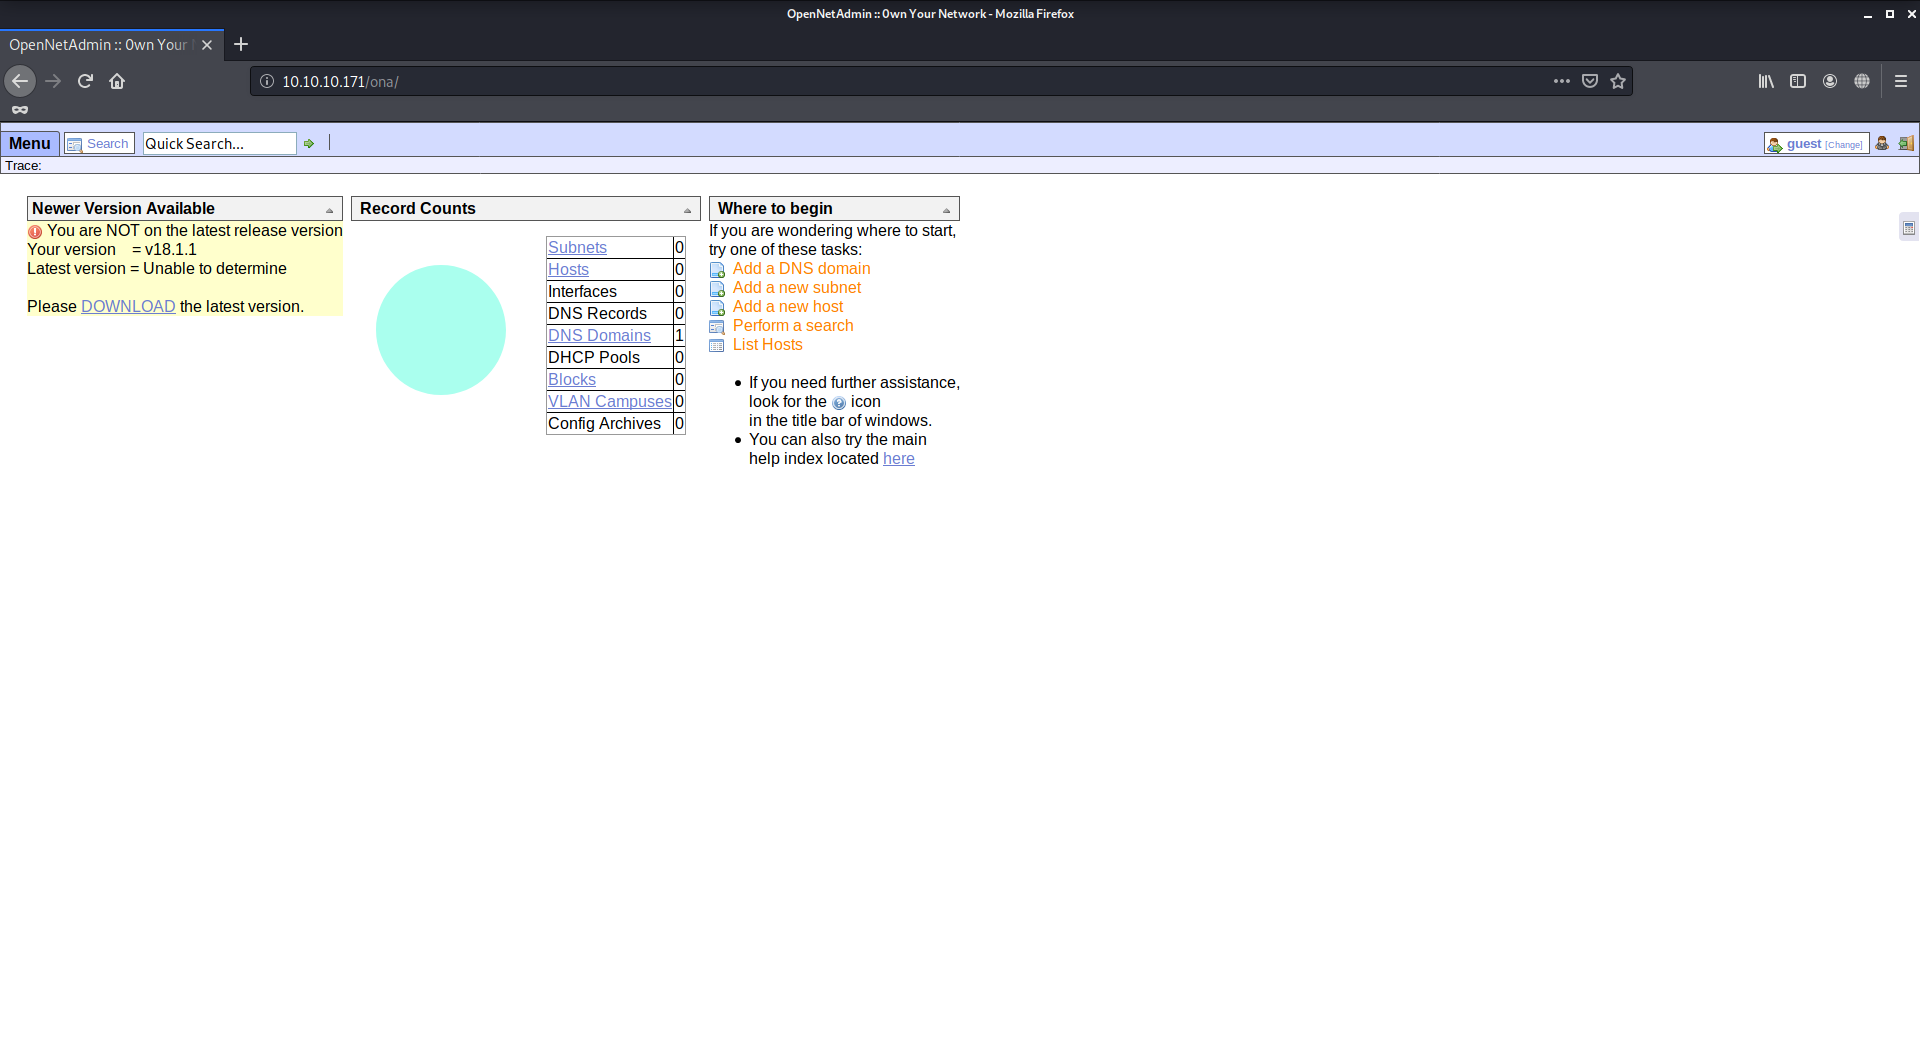 OpenNetAdmin :: 0wn Your Network - Mozilla Firefox
OpenNetAdmin :: 0wn Your
10.10.10.171/ona/
Menu Search Quick Search... guest [Change]
Trace:
Newer Version Available
You are NOT on the latest release version
Your version = v18.1.1
Latest version = Unable to determine
Please DOWNLOAD the latest version.
Record Counts
Subnets 0
Hosts 0
Interfaces 0
DNS Records 0
DNS Domains 1
DHCP Pools 0
Blocks 0
VLAN Campuses 0
Config Archives 0
Where to begin
If you are wondering where to start,
try one of these tasks:
Add a DNS domain
Add a new subnet
Add a new host
Perform a search
List Hosts
• If you need further assistance,
look for the icon
in the title bar of windows.
• You can also try the main
help index located here